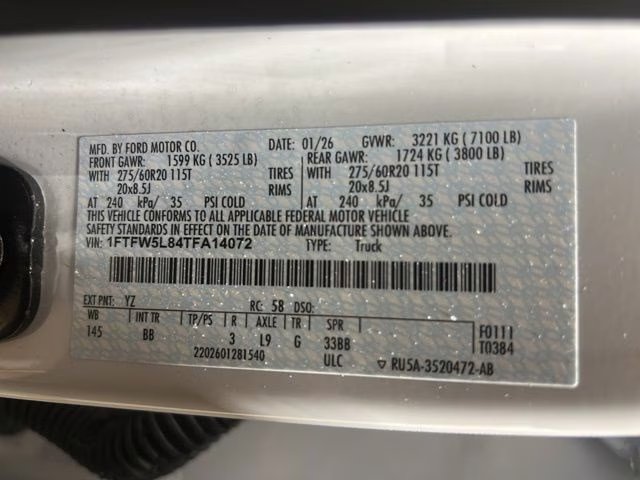 MFD. BY FORD MOTOR CO. DATE: 01/26 GVWR: 3221 KG ( 7100 LB)
FRONT GAWR: 1599 KG ( 3525 LB) REAR GAWR: 1724 KG ( 3800 LB)
WITH 275/60R20 115T TIRES WITH 275/60R20 115T TIRES
20x8.5J RIMS 20x8.5J RIMS
AT 240 kPa/ 35 PSI COLD AT 240 kPa/ 35 PSI COLD
THIS VEHICLE CONFORMS TO ALL APPLICABLE FEDERAL MOTOR VEHICLE
SAFETY STANDARDS IN EFFECT ON THE DATE OF MANUFACTURE SHOWN ABOVE.
VIN: 1FTFW5L84TFA14072 TYPE: Truck
EXT PNT: YZ RC: 58 DSO:
WB INT TR TP/PS R AXLE TR SPR F0111
145 BB 3 L9 G 33BB T0384
2202601281540 ULC ▽ RU5A-3520472-AB